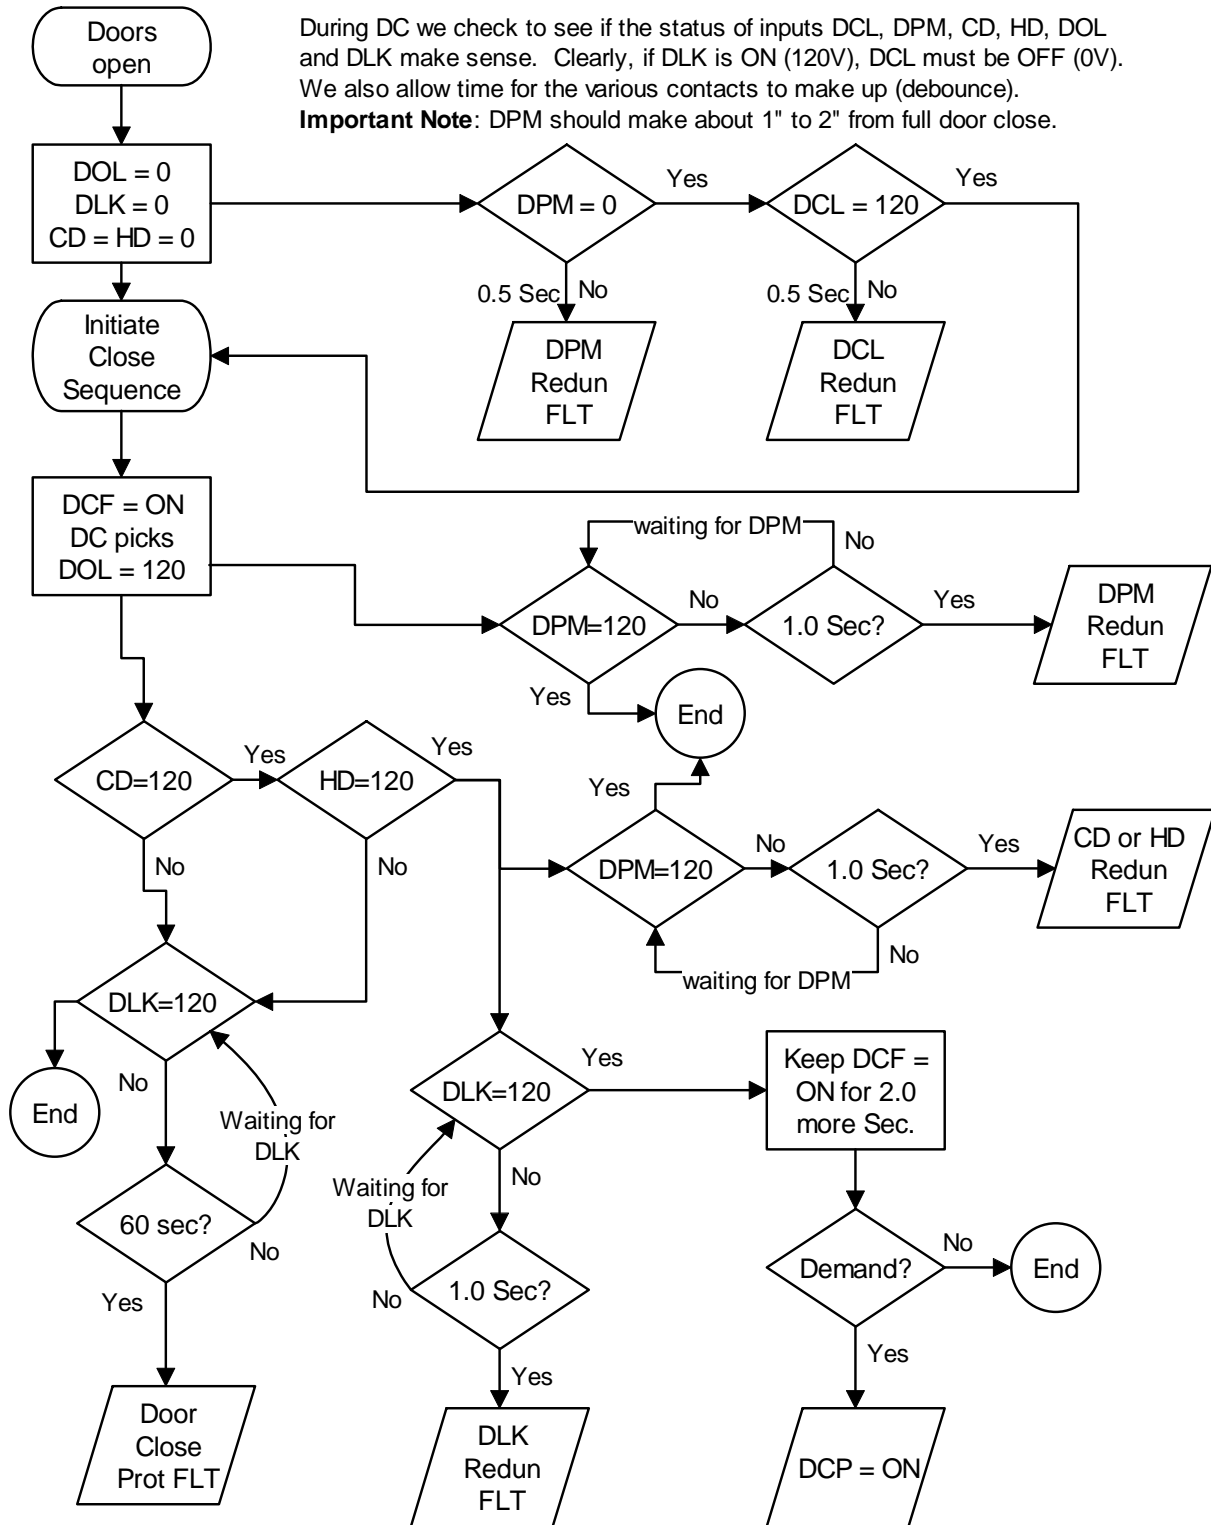 Doors
open
During DC we check to see if the status of inputs DCL, DPM, CD, HD, DOL
and DLK make sense. Clearly, if DLK is ON (120V), DCL must be OFF (0V).
We also allow time for the various contacts to make up (debounce).
Important Note: DPM should make about 1" to 2" from full door close.
DOL = 0
DLK = 0
CD = HD = 0
DPM = 0
Yes
DCL = 120
Yes
0.5 Sec
No
0.5 Sec
No
DPM
Redun
FLT
DCL
Redun
FLT
Initiate
Close
Sequence
DCF = ON
DC picks
DOL = 120
waiting for DPM
No
DPM=120
No
1.0 Sec?
Yes
DPM
Redun
FLT
Yes
End
CD=120
Yes
HD=120
Yes
No
No
Yes
DPM=120
No
1.0 Sec?
Yes
CD or HD
Redun
FLT
No
waiting for DPM
DLK=120
End
No
Waiting for
DLK
60 sec?
No
Yes
Door
Close
Prot FLT
DLK=120
Yes
Keep DCF =
ON for 2.0
more Sec.
No
Waiting for
DLK
1.0 Sec?
No
Yes
DLK
Redun
FLT
Demand?
No
End
Yes
DCP = ON